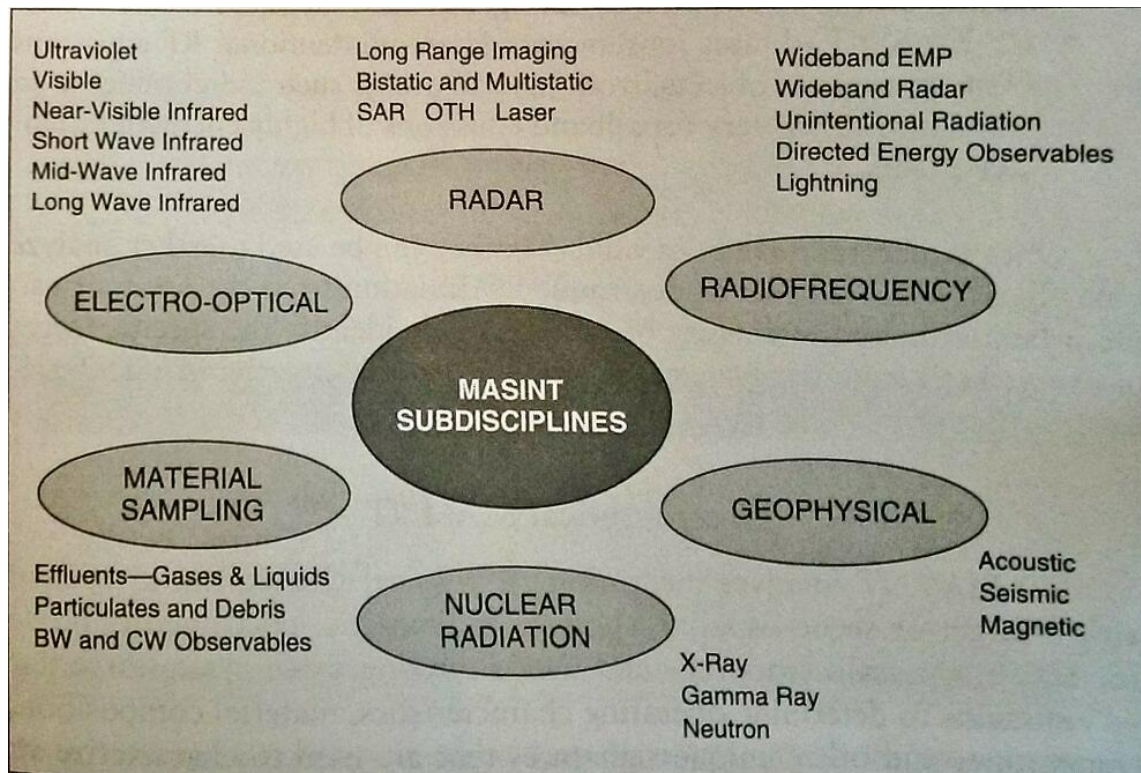 Ultraviolet
Visible
Near-Visible Infrared
Short Wave Infrared
Mid-Wave Infrared
Long Wave Infrared
Long Range Imaging
Bistatic and Multistatic
SAR OTH Laser
Wideband EMP
Wideband Radar
Unintentional Radiation
Directed Energy Observables
Lightning
RADAR
ELECTRO-OPTICAL
RADIOFREQUENCY
MASINT
SUBDISCIPLINES
MATERIAL
SAMPLING
GEOPHYSICAL
Effluents—Gases & Liquids
Particulates and Debris
BW and CW Observables
NUCLEAR
RADIATION
Acoustic
Seismic
Magnetic
X-Ray
Gamma Ray
Neutron